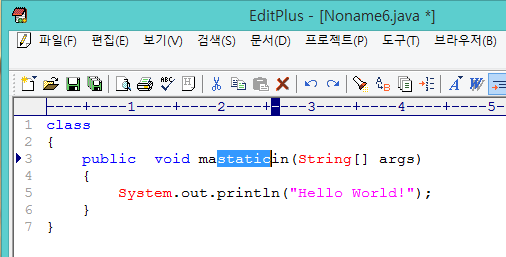 EditPlus - [Noname6.java *]
파일(F) 편집(E) 보기(V) 검색(S) 문서(D) 프로젝트(P) 도구(T) 브라우저(B)
----+----1----+----2----+----3----+----4----+----5-
1 class
2 {
3 public  void mastaticin(String[] args)
4 {
5 System.out.println("Hello World!");
6 }
7 }